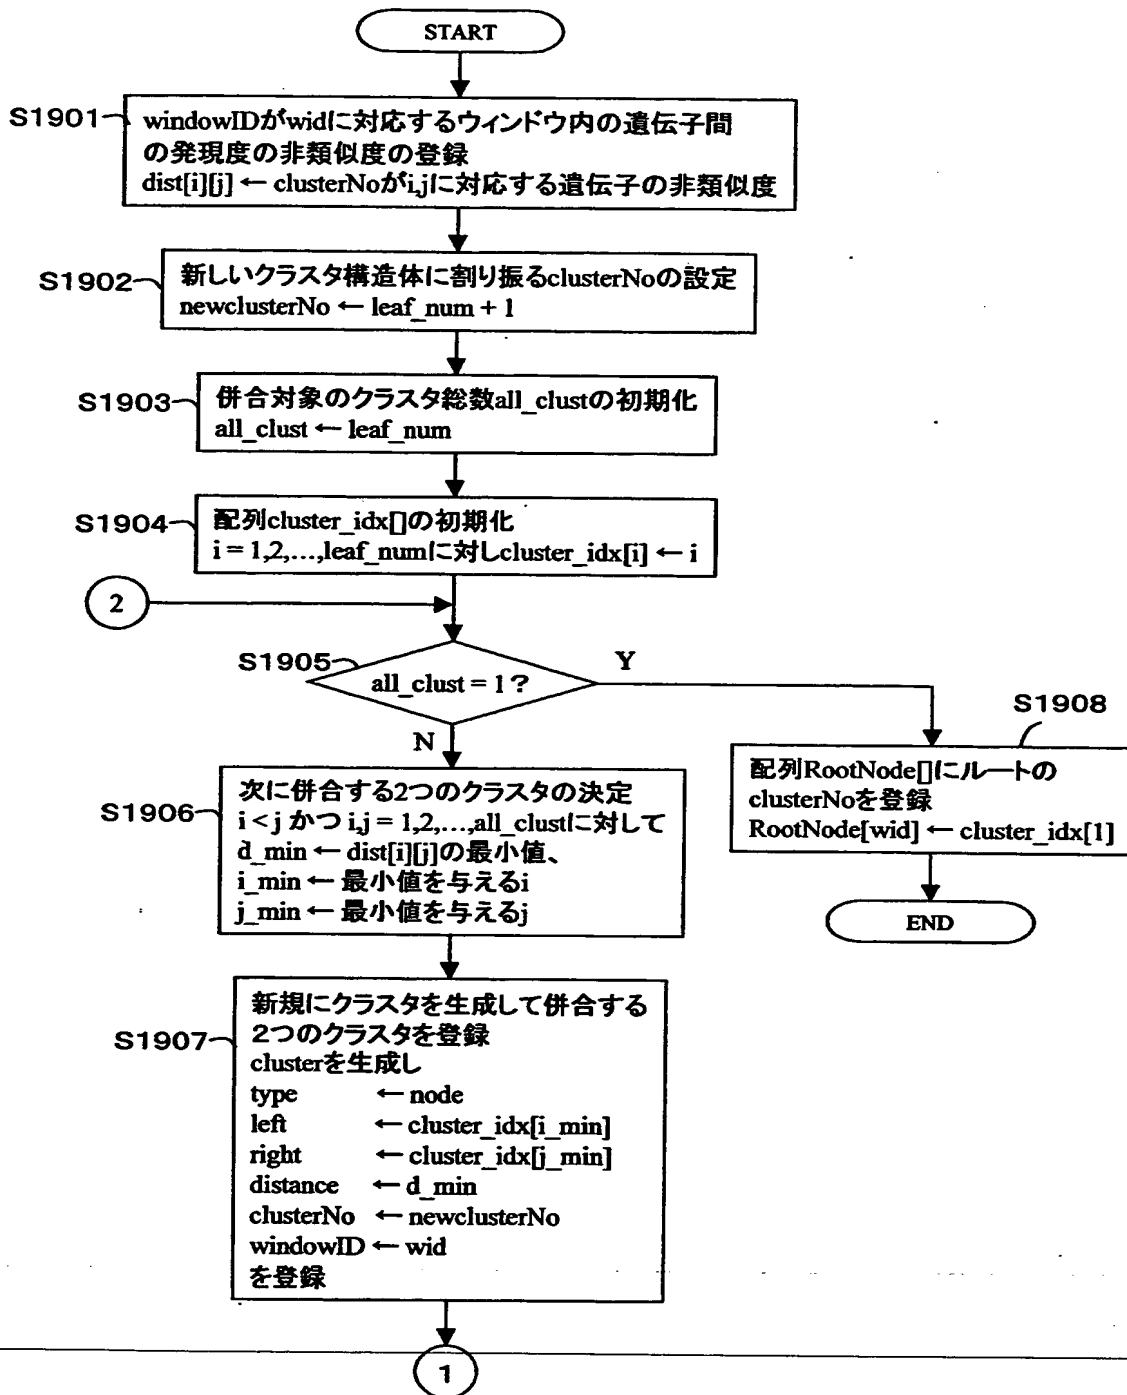 START
S1901
windowIDがwidに対応するウィンドウ内の遺伝子間
の発現度の非類似度の登録
dist[i][j] ← clusterNoがi,jに対応する遺伝子の非類似度
S1902
新しいクラスタ構造体に割り振るclusterNoの設定
newclusterNo ← leaf_num + 1
S1903
併合対象のクラスタ総数all_clustの初期化
all_clust ← leaf_num
S1904
配列cluster_idx[]の初期化
i = 1,2,…,leaf_numに対しcluster_idx[i] ← i
2
S1905
all_clust = 1?
Y
N
S1908
配列RootNode[]にルートの
clusterNoを登録
RootNode[wid] ← cluster_idx[1]
END
S1906
次に併合する2つのクラスタの決定
i < j かつ i,j = 1,2,…,all_clustに対して
d_min ← dist[i][j]の最小値、
i_min ← 最小値を与えるi
j_min ← 最小値を与えるj
S1907
新規にクラスタを生成して併合する
2つのクラスタを登録
clusterを生成し
type ← node
left ← cluster_idx[i_min]
right ← cluster_idx[j_min]
distance ← d_min
clusterNo ← newclusterNo
windowID ← wid
を登録
1